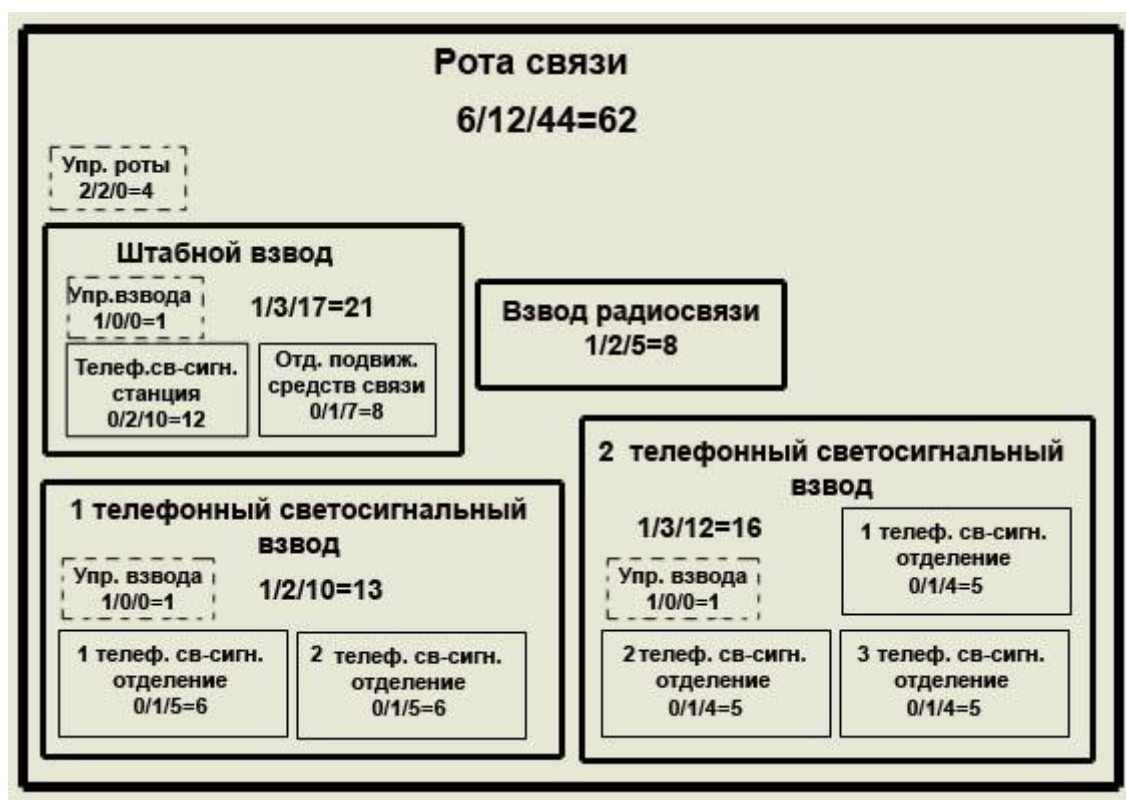 Рота связи
6/12/44=62
Упр. роты
2/2/0=4
Штабной взвод
Упр.взвода
1/0/0=1
1/3/17=21
Телеф.св-сигн.
станция
0/2/10=12
Отд. подвиж.
средств связи
0/1/7=8
Взвод радиосвязи
1/2/5=8
1 телефонный светосигнальный
взвод
Упр. взвода
1/0/0=1
1/2/10=13
1 телеф. св-сигн.
отделение
0/1/5=6
2 телеф. св-сигн.
отделение
0/1/5=6
2 телефонный светосигнальный
взвод
1/3/12=16
Упр. взвода
1/0/0=1
1 телеф. св-сигн.
отделение
0/1/4=5
2 телеф. св-сигн.
отделение
0/1/4=5
3 телеф. св-сигн.
отделение
0/1/4=5